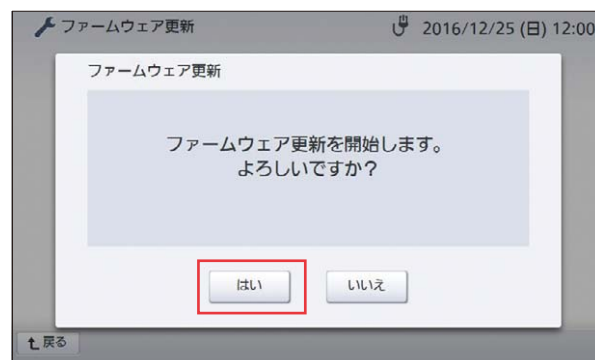 ファームウェア更新
2016/12/25 (日) 12:00
ファームウェア更新
ファームウェア更新を開始します。
よろしいですか？
はい
いいえ
戻る